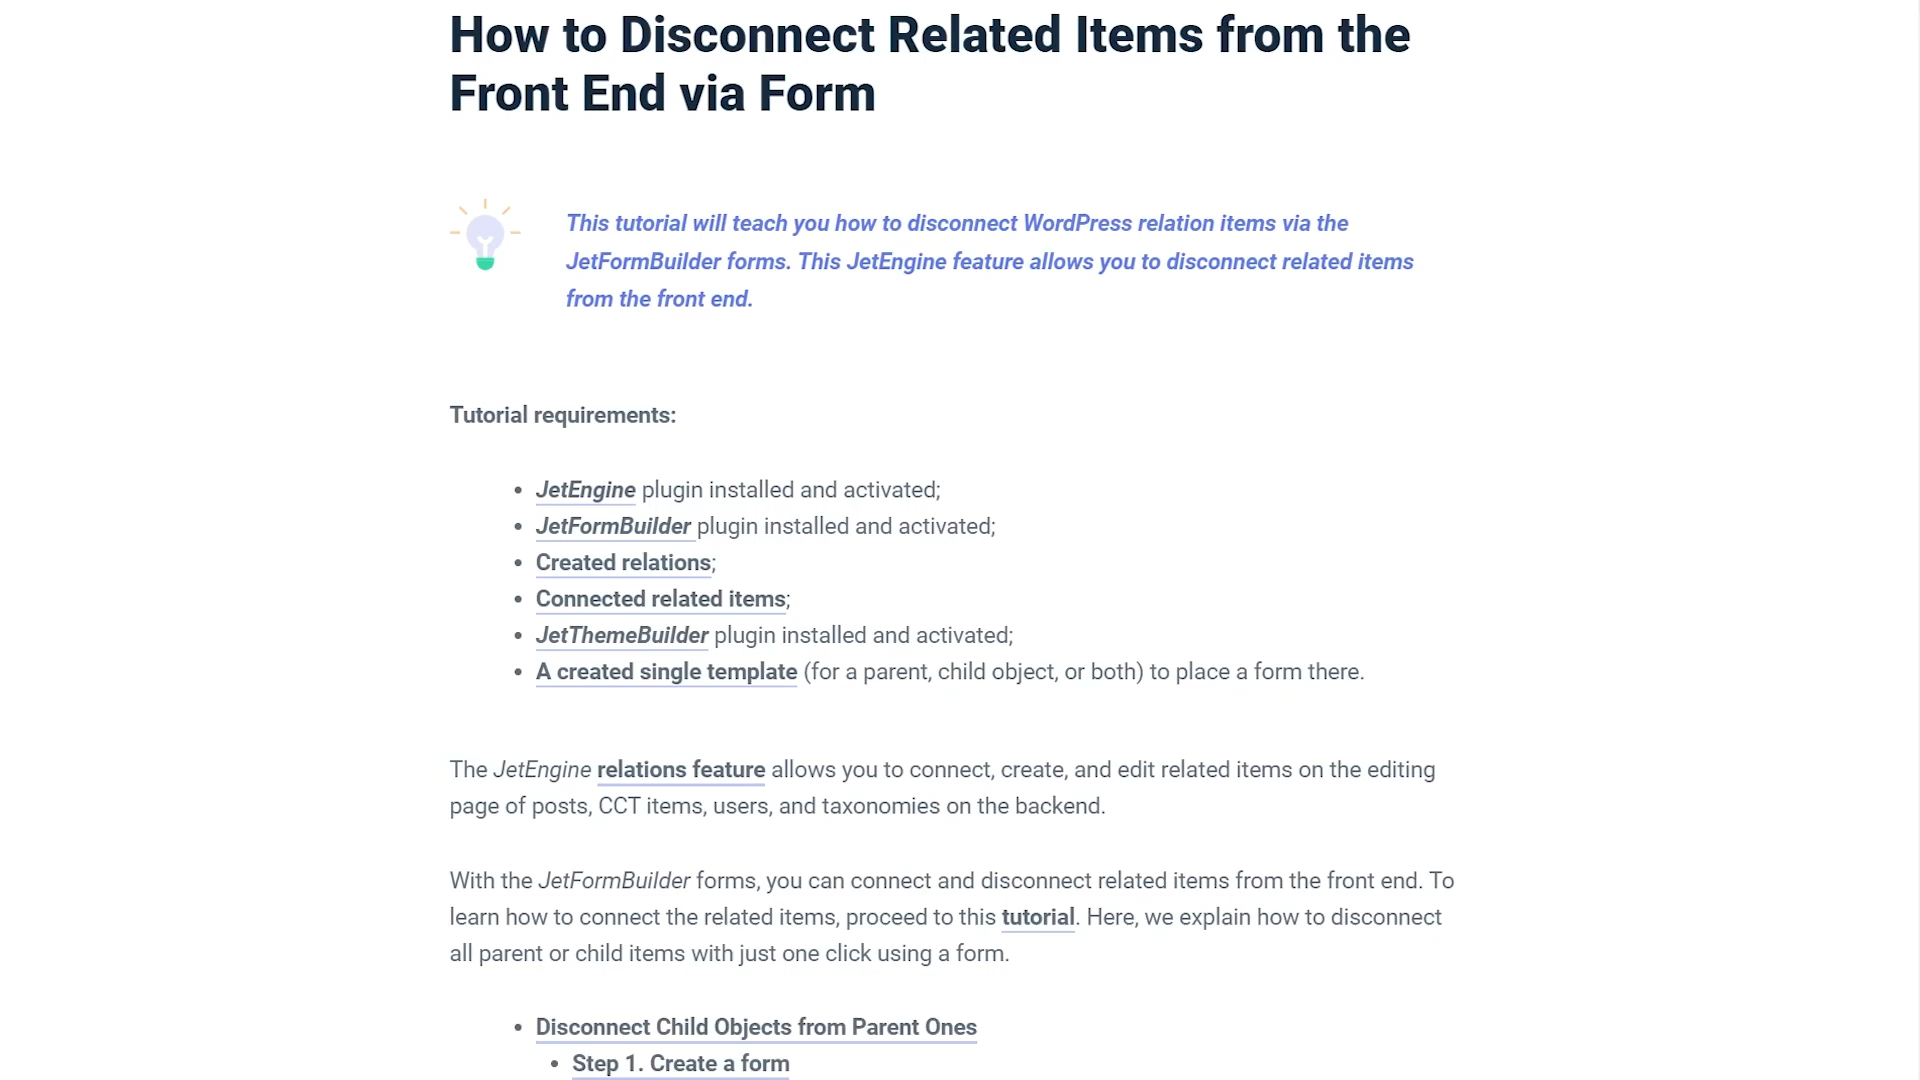 How to Disconnect Related Items from the
Front End via Form
This tutorial will teach you how to disconnect WordPress relation items via the
JetFormBuilder forms. This JetEngine feature allows you to disconnect related items
from the front end.
Tutorial requirements:
• JetEngine plugin installed and activated;
• JetFormBuilder plugin installed and activated;
• Created relations;
• Connected related items;
• JetThemeBuilder plugin installed and activated;
• A created single template (for a parent, child object, or both) to place a form there.
The JetEngine relations feature allows you to connect, create, and edit related items on the editing
page of posts, CCT items, users, and taxonomies on the backend.
With the JetFormBuilder forms, you can connect and disconnect related items from the front end. To
learn how to connect the related items, proceed to this tutorial. Here, we explain how to disconnect
all parent or child items with just one click using a form.
• Disconnect Child Objects from Parent Ones
• Step 1. Create a form